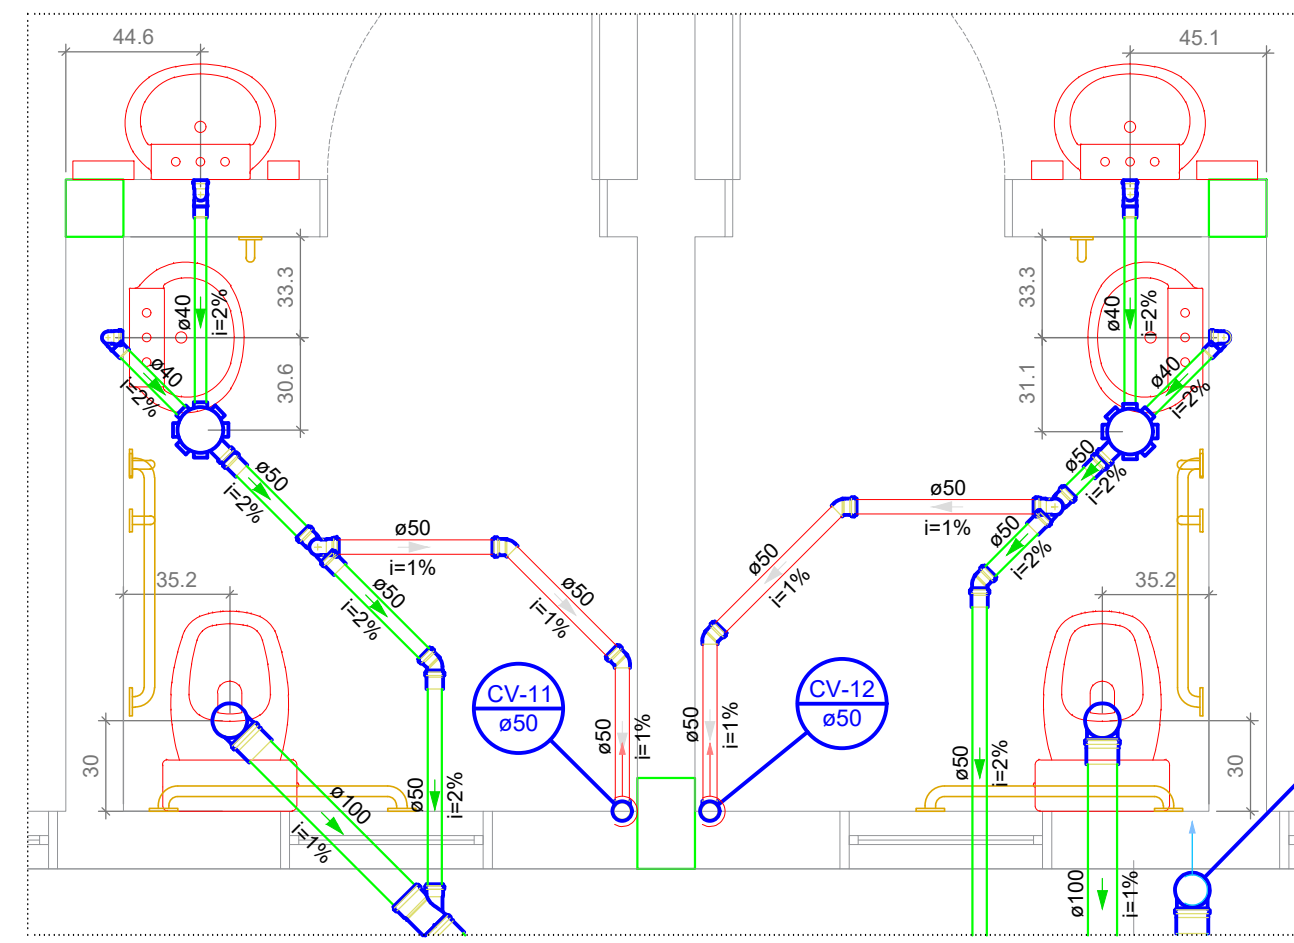 44.6
45.1
33.3
33.3
ø40
i=2%
ø40
i=2%
30.6
31.1
ø40
i=2%
ø40
i=2%
ø50
i=2%
ø50
i=2%
ø50
i=1%
ø50
i=1%
ø50
i=2%
ø50
i=2%
ø50
i=1%
ø50
i=1%
35.2
35.2
CV-11
ø50
CV-12
ø50
ø50
i=1%
ø50
i=1%
30
30
ø100
i=1%
ø50
i=2%
ø50
i=2%
ø100
i=1%